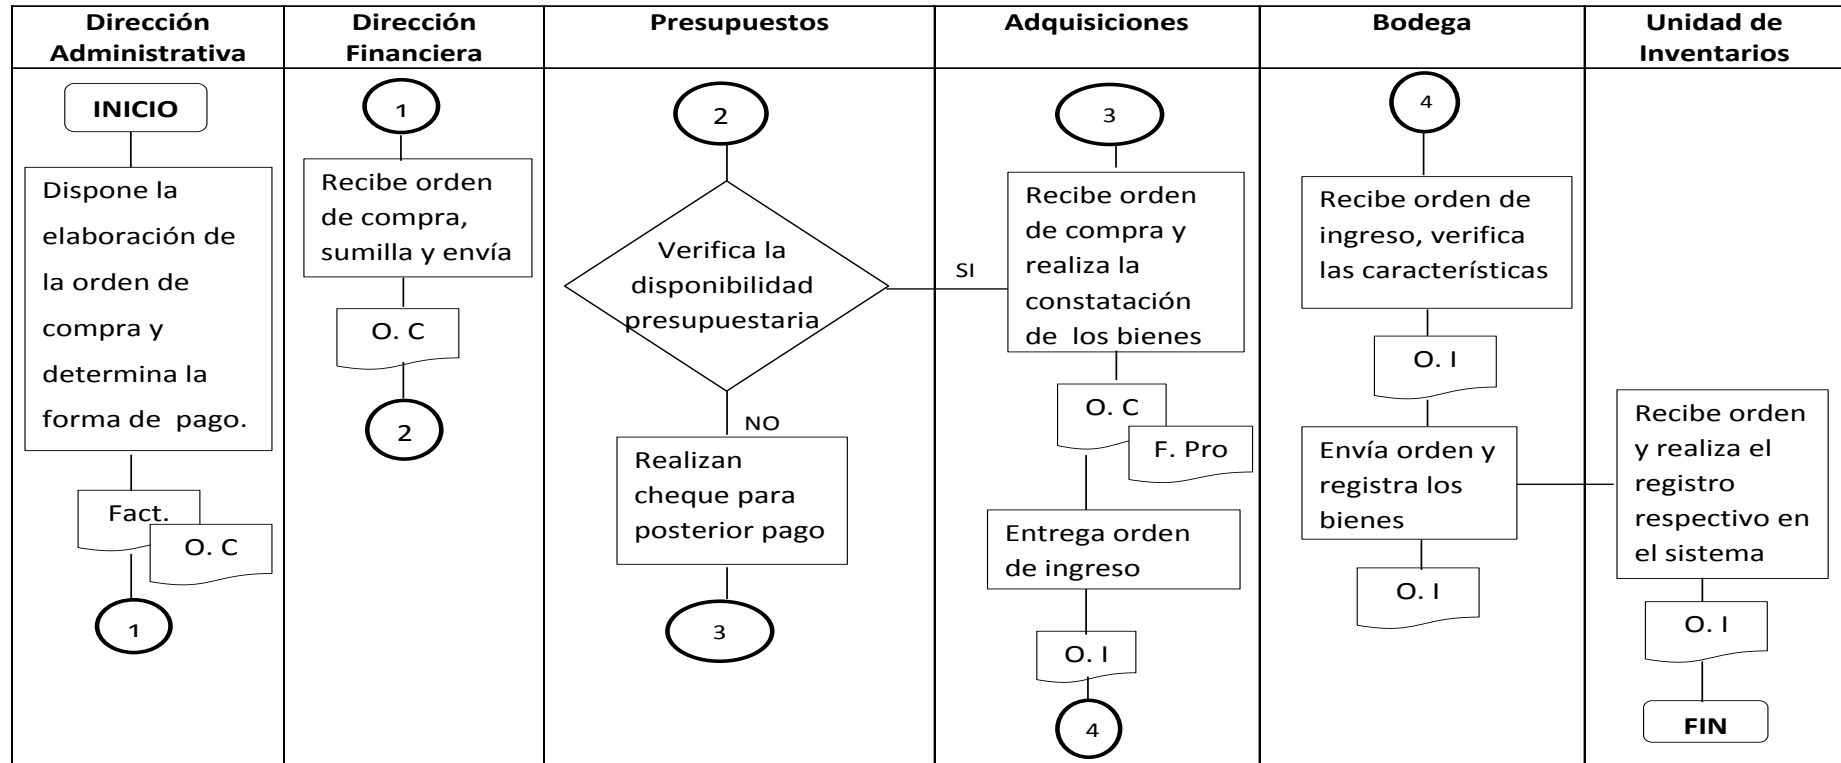 Dirección
Administrativa
Dirección
Financiera
Presupuestos
Adquisiciones
Bodega
Unidad de
Inventarios
INICIO
Dispone la
elaboración de
la orden de
compra y
determina la
forma de pago.
Fact.
O. C
1
1
Recibe orden
de compra,
sumilla y envía
O. C
2
2
Verifica la
disponibilidad
presupuestaria
SI
NO
Realizan
cheque para
posterior pago
3
3
Recibe orden
de compra y
realiza la
constatación
de los bienes
O. C
F. Pro
Entrega orden
de ingreso
O. I
4
4
Recibe orden de
ingreso, verifica
las característíticas
O. I
Envía orden y
registra los
bienes
O. I
Recibe orden
y realiza el
registro
respectivo en
el sistema
O. I
FIN